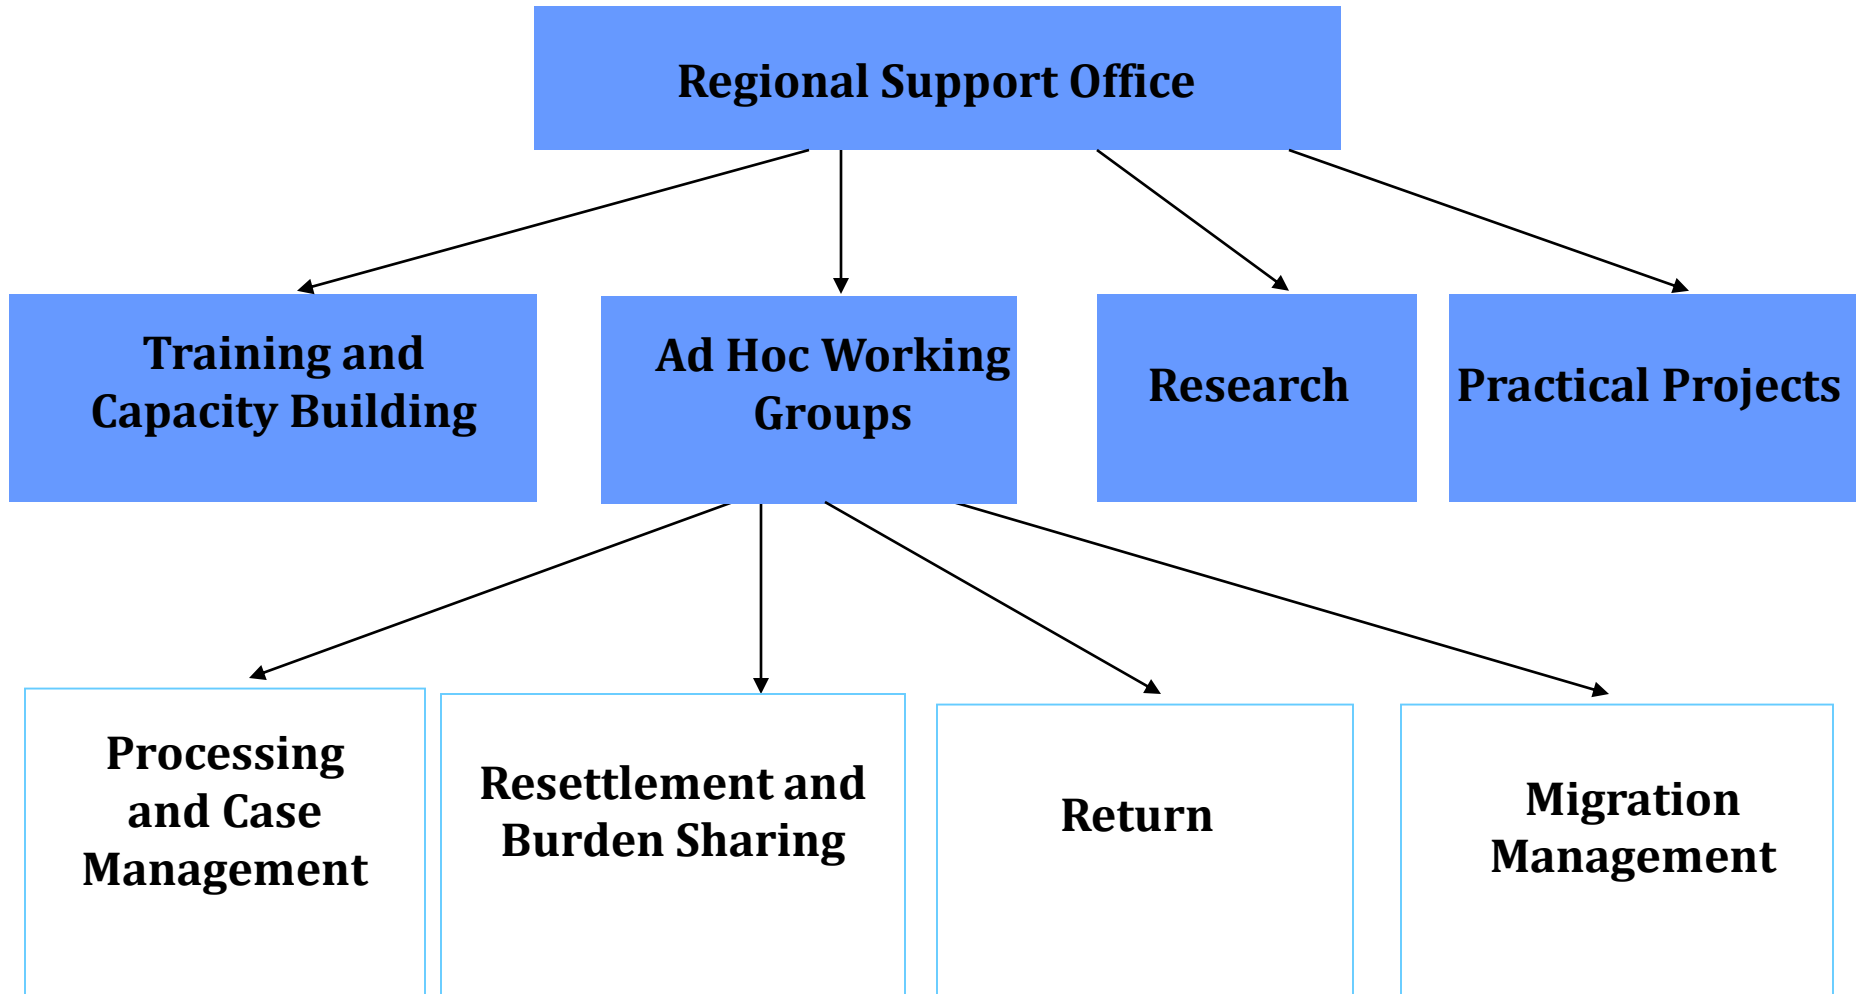 Regional Support Office
Training and
Capacity Building
Ad Hoc Working
Groups
Research
Practical Projects
Processing
and Case
Management
Resettlement and
Burden Sharing
Return
Migration
Management